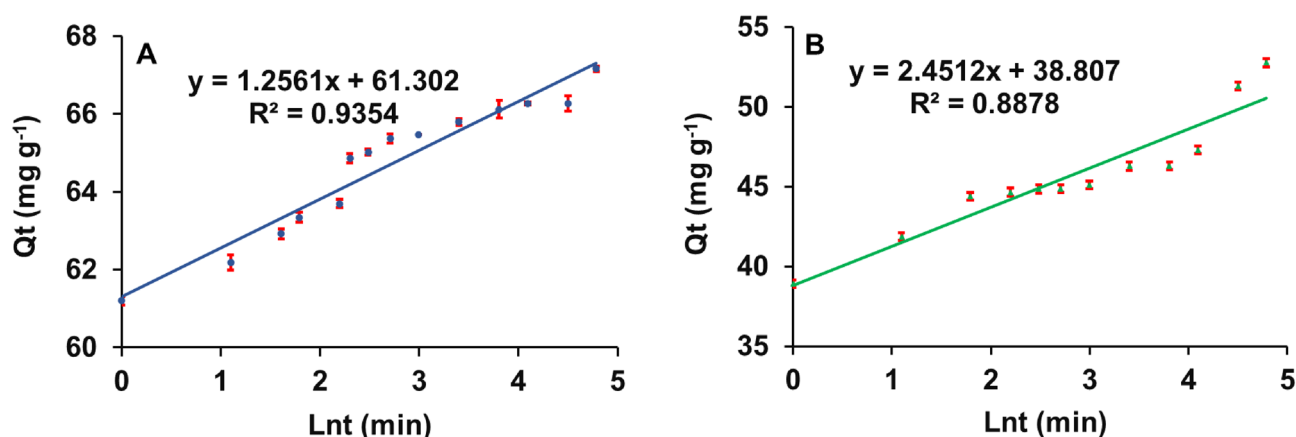 A
y = 1.2561x + 61.302
R² = 0.9354
Qt (mg g⁻¹)
68
66
64
62
60
0 1 2 3 4 5
Lnt (min)
B
y = 2.4512x + 38.807
R² = 0.8878
Qt (mg g⁻¹)
55
50
45
40
35
0 1 2 3 4 5
Lnt (min)